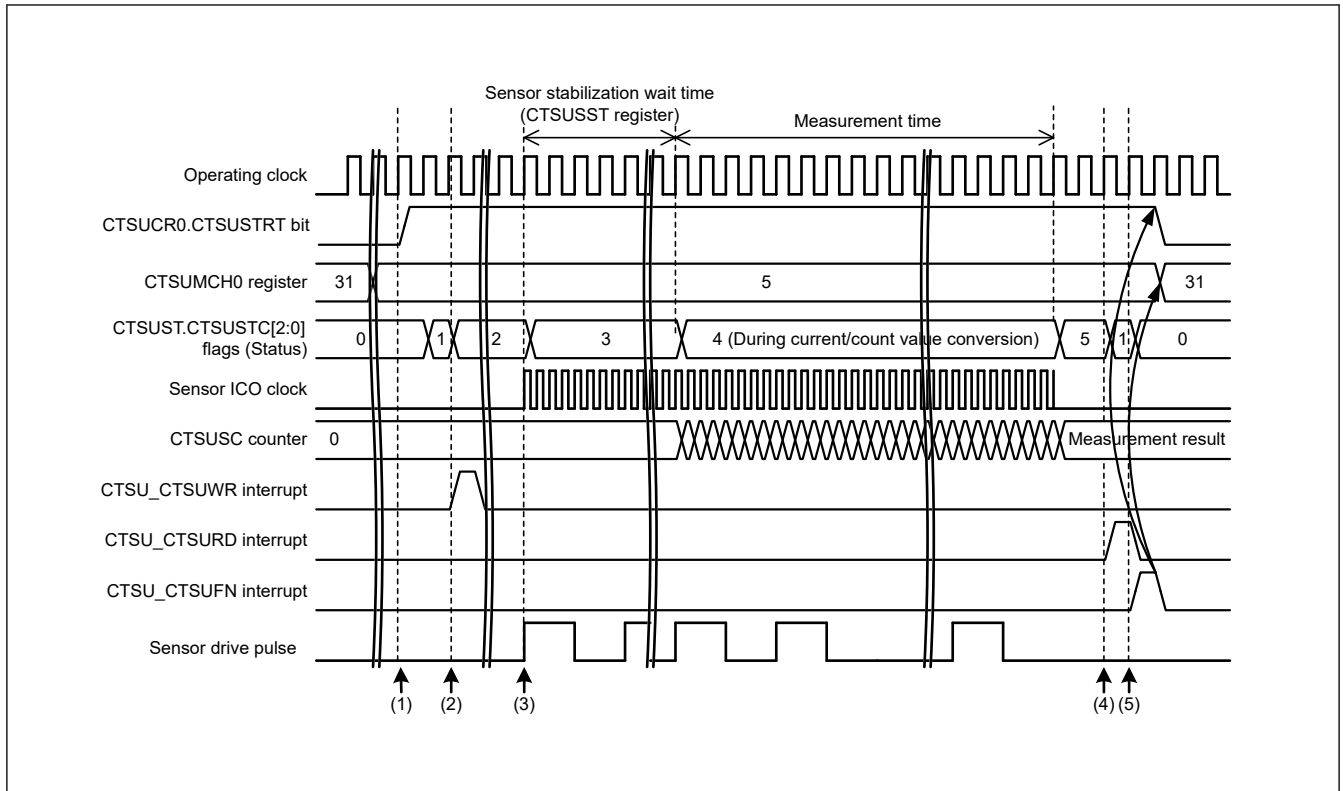 Sensor stabilization wait time
(CTSUSST register)
Measurement time
Operating clock
CTSUCR0.CTSUSTRT bit
CTSUMCH0 register
31
5
31
CTSUST.CTSUSTC[2:0]
flags (Status)
0
1
2
3
4 (During current/count value conversion)
5
1
0
Sensor ICO clock
CTSUSC counter
0
Measurement result
CTSU_CTSUWR interrupt
CTSU_CTSURD interrupt
CTSU_CTSUFN interrupt
Sensor drive pulse
(1)
(2)
(3)
(4)
(5)